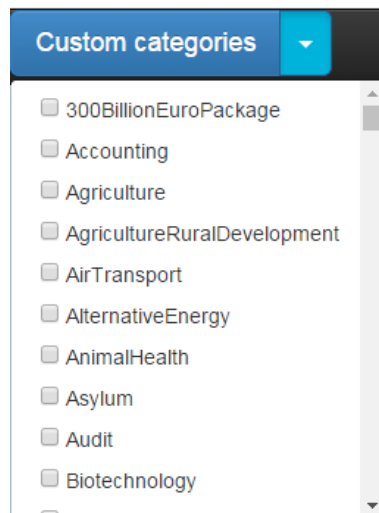 Custom categories
300BillionEuroPackage
Accounting
Agriculture
AgricultureRuralDevelopment
AirTransport
AlternativeEnergy
AnimalHealth
Asylum
Audit
Biotechnology